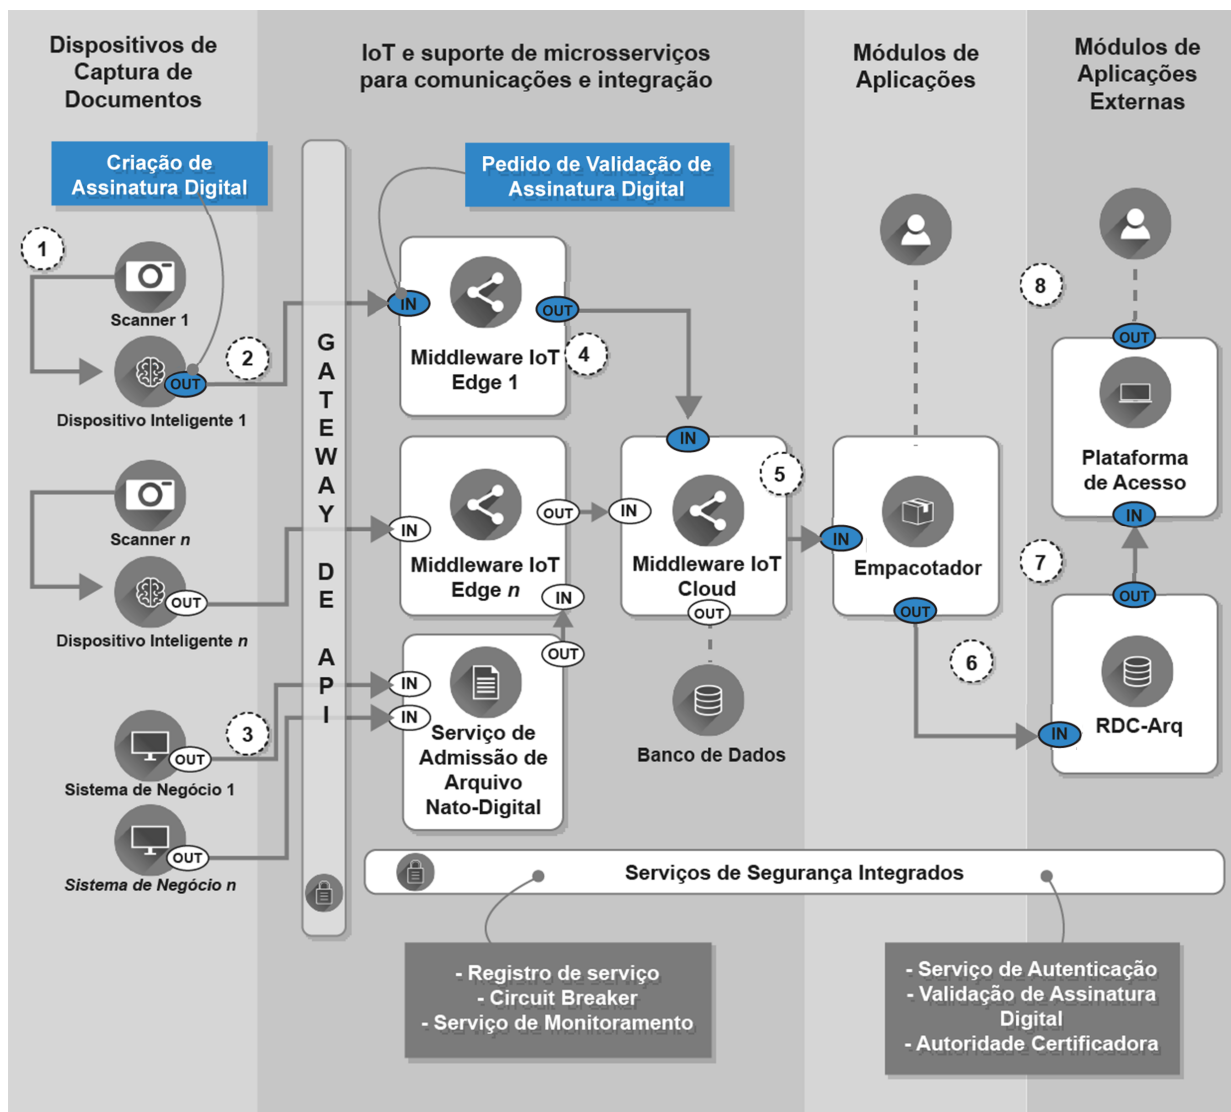 Dispositivos de
Captura de
Documentos
IoT e suporte de microsserviços
para comunicações e integração
Módulos de
Aplicações
Módulos de
Aplicações
Externas
Criação de
Assinatura Digital
Pedido de Validação de
Assinatura Digital
1
Scanner 1
2
OUT
Dispositivo Inteligente 1
Scanner n
OUT
Dispositivo Inteligente n
3
OUT
Sistema de Negócio 1
OUT
Sistema de Negócio n
GATEWAY DE API
IN
OUT
Middleware IoT
Edge 1
4
IN
OUT
Middleware IoT
Edge n
IN
OUT
IN
IN
Serviço de
Admissão de
Arquivo
Nato-Digital
IN
IN
Middleware IoT
Cloud
OUT
Banco de Dados
5
IN
Empacotador
OUT
6
8
OUT
Plataforma
de Acesso
IN
7
OUT
IN
RDC-Arq
Serviços de Segurança Integrados
- Registro de serviço
- Circuit Breaker
- Serviço de Monitoramento
- Serviço de Autenticação
- Validação de Assinatura
Digital
- Autoridade Certificadora